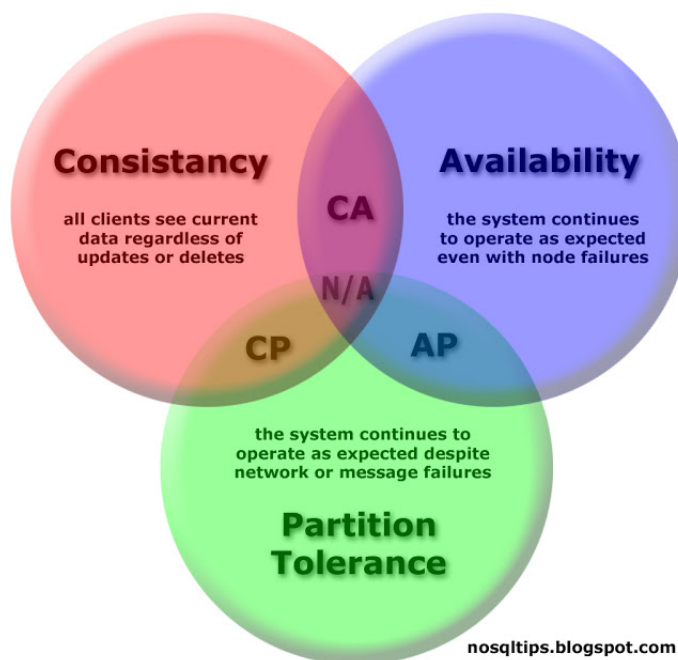 Consistancy
all clients see current
data regardless of
updates or deletes
Availability
the system continues
to operate as expected
even with node failures
CA
N/A
CP
AP
the system continues to
operate as expected despite
network or message failures
Partition
Tolerance
nosqltips.blogspot.com